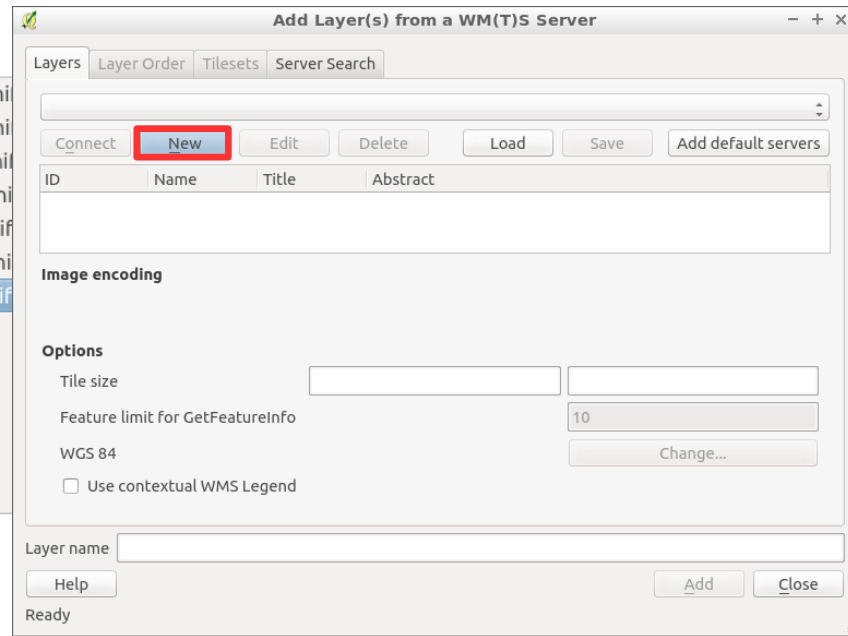 Add Layer(s) from a WM(T)S Server
Layers Layer Order Tilesets Server Search
Connect New Edit Delete Load Save Add default servers
ID Name Title Abstract
Image encoding
Options
Tile size
Feature limit for GetFeatureInfo 10
WGS 84 Change...
Use contextual WMS Legend
Layer name
Help Add Close
Ready